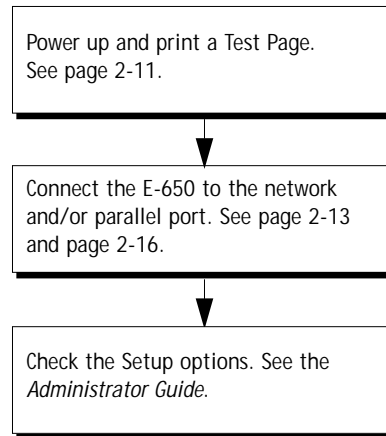 Power up and print a Test Page.
See page 2-11.
Connect the E-650 to the network
and/or parallel port. See page 2-13
and page 2-16.
Check the Setup options. See the
Administrator Guide.